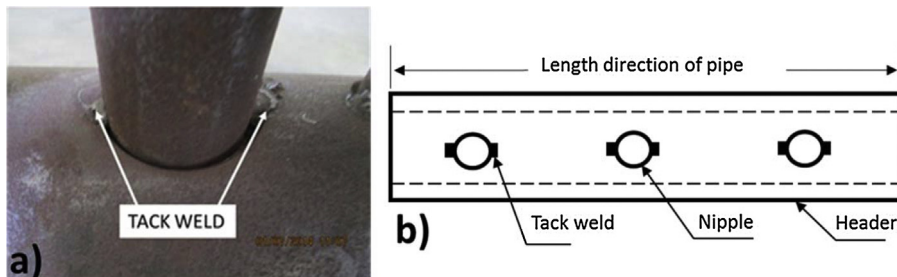 TACK WELD
a)
Length direction of pipe
b)
Tack weld
Nipple
Header